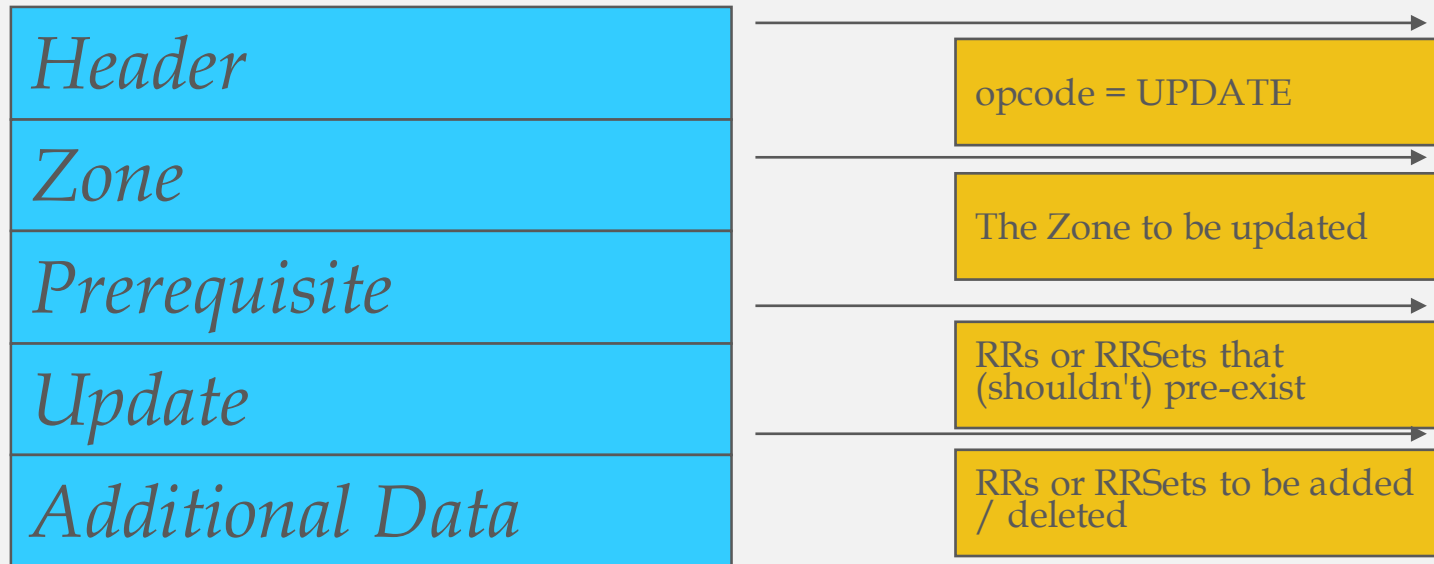 Header
opcode = UPDATE
Zone
The Zone to be updated
Prerequisite
RRs or RRSets that
(shouldn't) pre-exist
Update
RRs or RRSets to be added
/ deleted
Additional Data